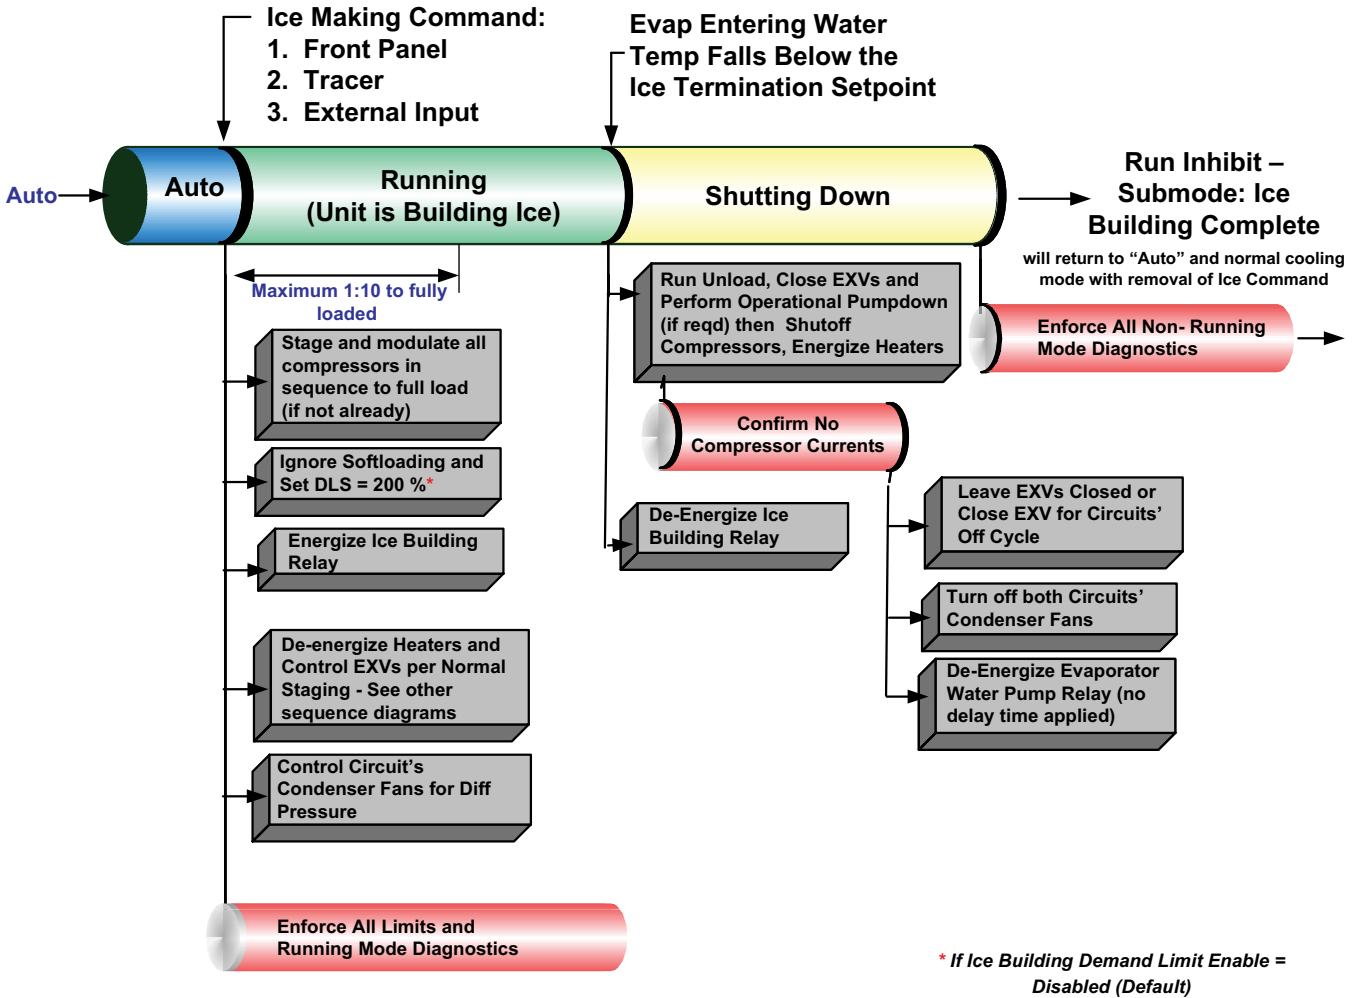 Ice Making Command:
1. Front Panel
2. Tracer
3. External Input
Evap Entering Water
Temp Falls Below the
Ice Termination Setpoint
Auto
Auto
Running
(Unit is Building Ice)
Shutting Down
Run Inhibit –
Submode: Ice
Building Complete
will return to “Auto” and normal cooling
mode with removal of Ice Command
Maximum 1:10 to fully
loaded
Stage and modulate all
compressors in
sequence to full load
(if not already)
Ignore Softloading and
Set DLS = 200 %*
Energize Ice Building
Relay
De-energize Heaters and
Control EXVs per Normal
Staging - See other
sequence diagrams
Control Circuit's
Condenser Fans for Diff
Pressure
Enforce All Limits and
Running Mode Diagnostics
Run Unload, Close EXVs and
Perform Operational Pumpdown
(if reqd) then Shutoff
Compressors, Energize Heaters
Confirm No
Compressor Currents
De-Energize Ice
Building Relay
Enforce All Non- Running
Mode Diagnostics
Leave EXVs Closed or
Close EXV for Circuits’
Off Cycle
Turn off both Circuits’
Condenser Fans
De-Energize Evaporator
Water Pump Relay (no
delay time applied)
* If Ice Building Demand Limit Enable =
Disabled (Default)